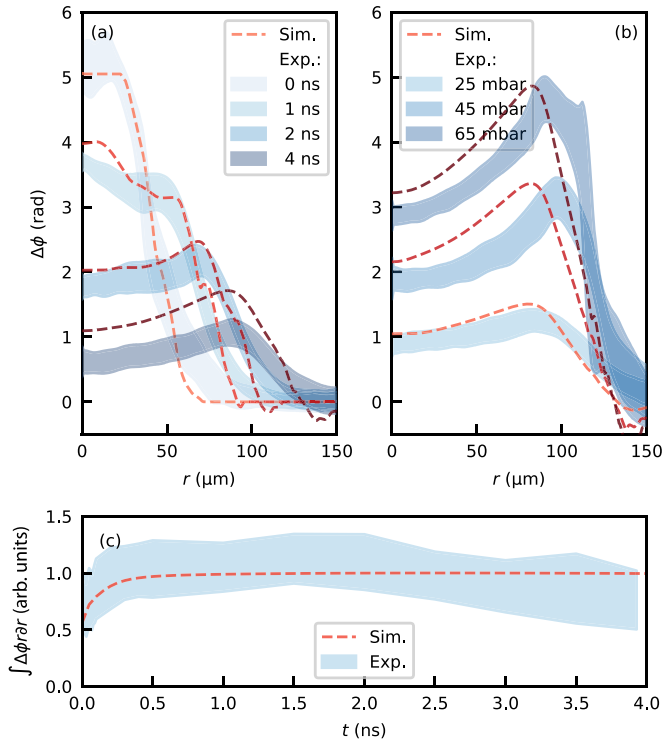 6
5
4
3
2
1
0
Δϕ (rad)
(a)
Sim.
Exp.:
0 ns
1 ns
2 ns
4 ns
0
50
100
150
r (μm)
6
5
4
3
2
1
0
(b)
Sim.
Exp.:
25 mbar
45 mbar
65 mbar
0
50
100
150
r (μm)
1.5
1.0
0.5
0.0
∫ Δϕr∂r (arb. units)
(c)
Sim.
Exp.
0.0
0.5
1.0
1.5
2.0
2.5
3.0
3.5
4.0
t (ns)